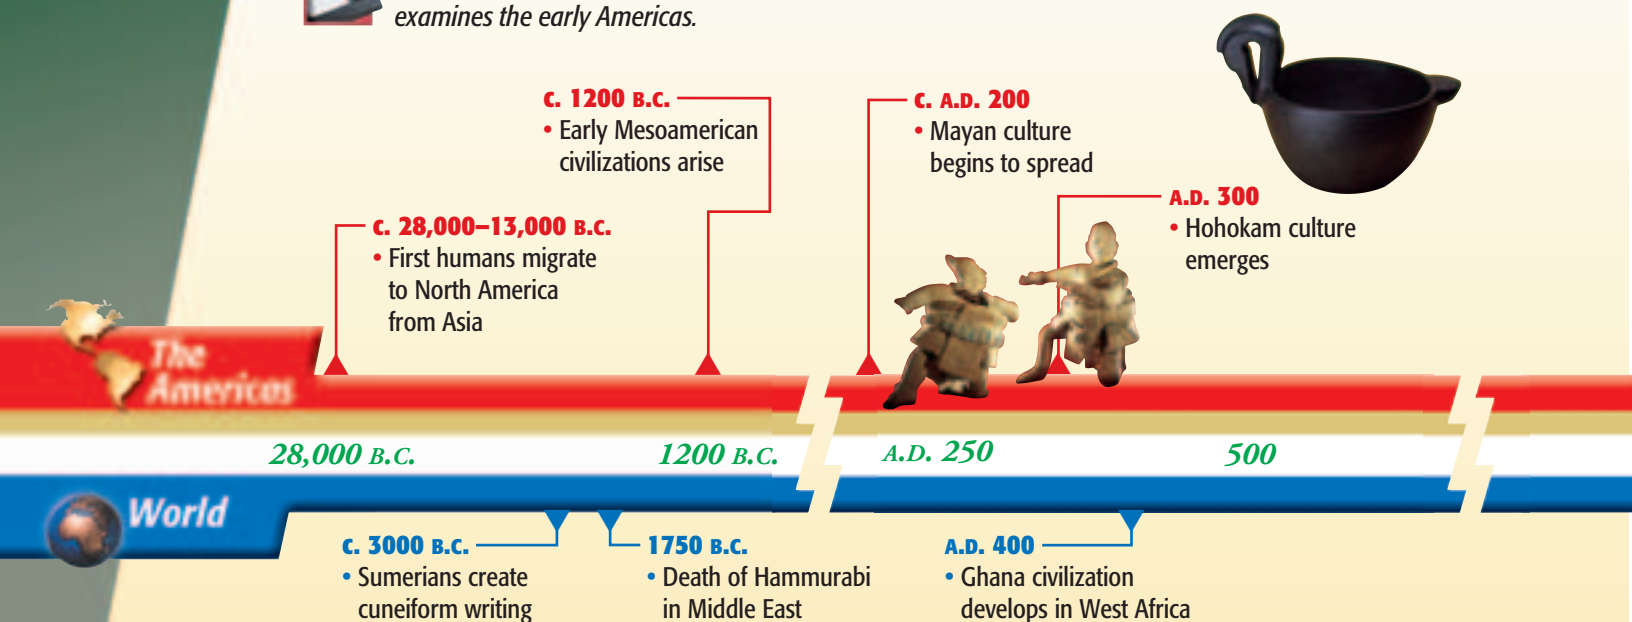 examines the early Americas.
C. 1200 B.C.
• Early Mesoamerican
civilizations arise
C. A.D. 200
• Mayan culture
begins to spread
A.D. 300
• Hohokam culture
emerges
C. 28,000–13,000 B.C.
• First humans migrate
to North America
from Asia
The
Americas
28,000 B.C.
1200 B.C.
A.D. 250
500
World
C. 3000 B.C.
• Sumerians create
cuneiform writing
1750 B.C.
• Death of Hammurabi
in Middle East
A.D. 400
• Ghana civilization
develops in West Africa